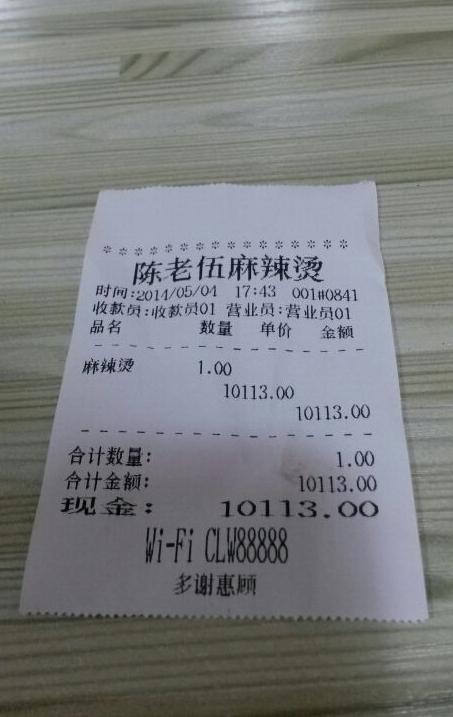 * * * * * * * * * * * * * * * * *
陈老伍麻辣烫
时间:2014/05/04 17:43 001#0841
收款员:收款员01 营业员:营业员01
品名 数量 单价 金额
麻辣烫 1.00
10113.00
10113.00
合计数量: 1.00
合计金额: 10113.00
现金: 10113.00
Wi-Fi CLW88888
多谢惠顾